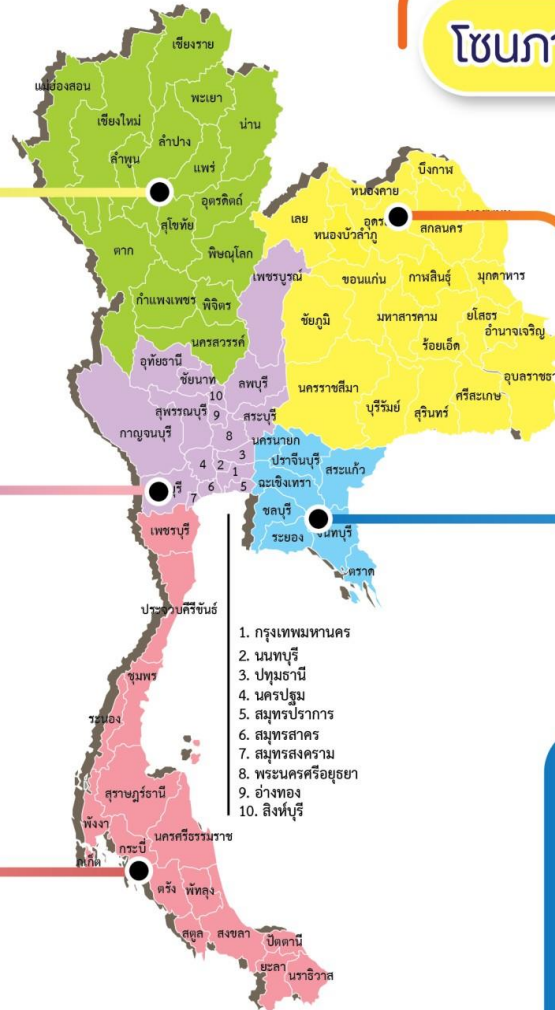 โซนภา
เชียงราย
แม่ฮ่องสอน
พะเยา
เชียงใหม่
น่าน
ลำปาง
ลำพูน
แพร่
อุตรดิตถ์
สุโขทัย
ตาก
พิษณุโลก
กำแพงเพชร
พิจิตร
นครสวรรค์
บึงกาฬ
หนองคาย
เลย
อุดร
สกลนคร
หนองบัวลำภู
เพชรบูรณ์
ขอนแก่น
กาฬสินธุ์
มุกดาหาร
ชัยภูมิ
มหาสารคาม
ยโสธร
อำนาจเจริญ
ร้อยเอ็ด
นครราชสีมา
บุรีรัมย์
สุรินทร์
ศรีสะเกษ
อุบลราชธา
อุทัยธานี
ชัยนาท
ลพบุรี
10
สุพรรณบุรี
9
สระบุรี
กาญจนบุรี
8
นครนายก
3
ปราจีนบุรี
สระแก้ว
4
2
1
ฉะเชิงเทรา
6
5
7
ุรี
ชลบุรี
ระยอง
จันทบุรี
ตราด
เพชรบุรี
ประจวบคีรีขันธ์
ชุมพร
ระนอง
สุราษฎร์ธานี
พังงา
นครศรีธรรมราช
กระบี่
ภูเก็ต
ตรัง
พัทลุง
สตูล
สงขลา
ปัตตานี
ยะลา
นราธิวาส
1. กรุงเทพมหานคร
2. นนทบุรี
3. ปทุมธานี
4. นครปฐม
5. สมุทรปราการ
6. สมุทรสาคร
7. สมุทรสงคราม
8. พระนครศรีอยุธยา
9. อ่างทอง
10. สิงห์บุรี